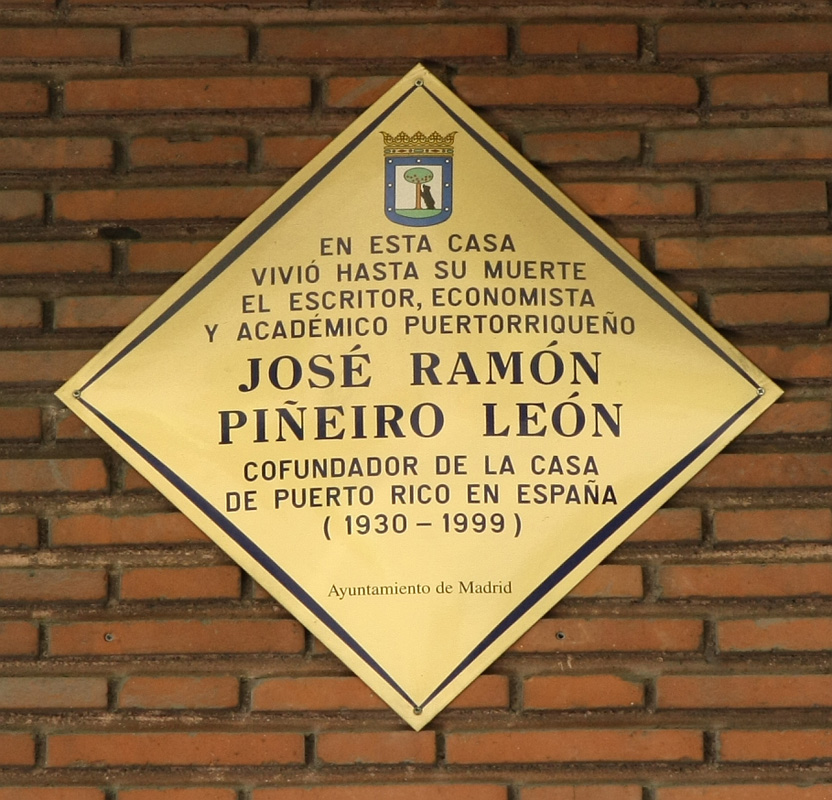 EN ESTA CASA
VIVIÓ HASTA SU MUERTE
EL ESCRITOR, ECONOMISTA
Y ACADÉMICO PUERTORRIQUEÑO
JOSÉ RAMÓN
PIÑEIRO LEÓN
COFUNDADOR DE LA CASA
DE PUERTO RICO EN ESPAÑA
( 1930 – 1999 )
Ayuntamiento de Madrid